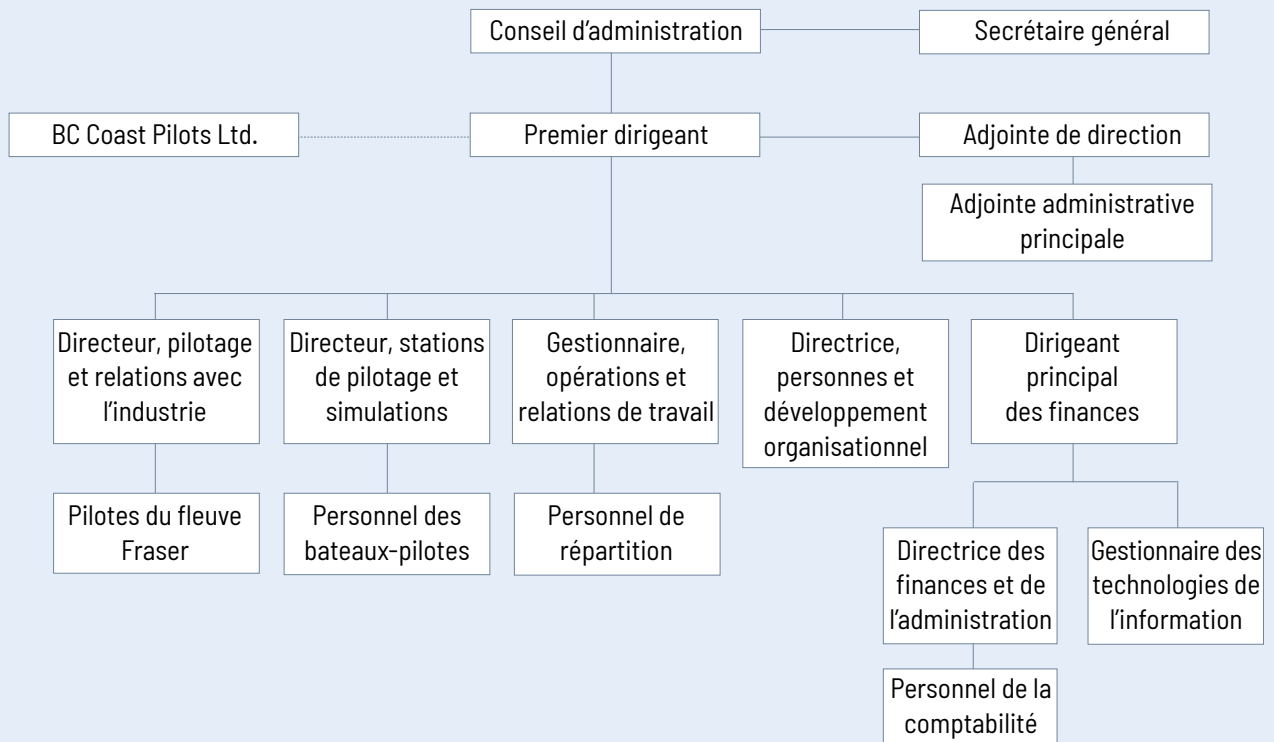 Conseil d'administration
Secrétaire général
BC Coast Pilots Ltd.
Premier dirigeant
Adjointe de direction
Adjointe administrative
principale
Directeur, pilotage
et relations avec
l'industrie
Directeur, stations
de pilotage et
simulations
Gestionnaire,
opérations et
relations de travail
Directrice,
personnes et
développement
organisationnel
Dirigeant
principal
des finances
Pilotes du fleuve
Fraser
Personnel des
bateaux-pilotes
Personnel de
répartition
Directrice des
finances et de
l'administration
Gestionnaire des
technologies de
l'information
Personnel de la
comptabilité